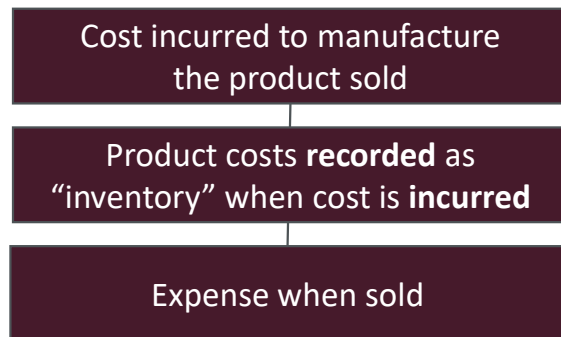 Cost incurred to manufacture
the product sold
Product costs recorded as
“inventory” when cost is incurred
Expense when sold